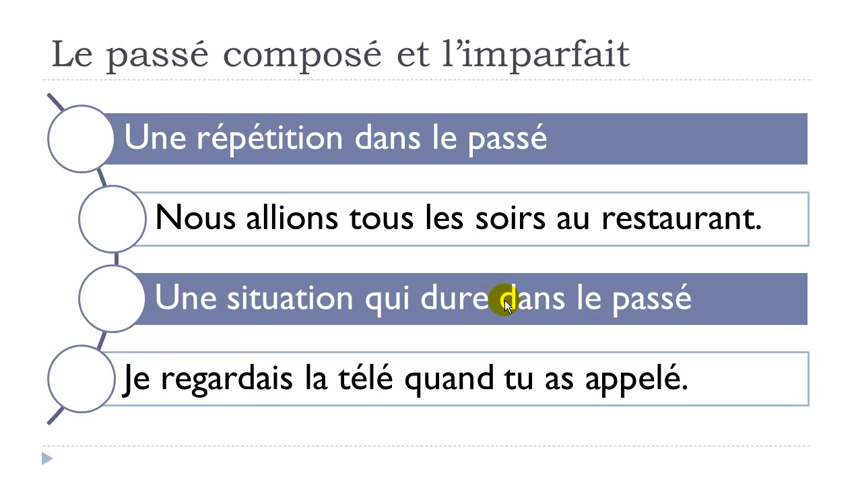 Le passé composé et l’imparfait
Une répétition dans le passé
Nous allions tous les soirs au restaurant.
Une situation qui dure dans le passé
Je regardais la télé quand tu as appelé.